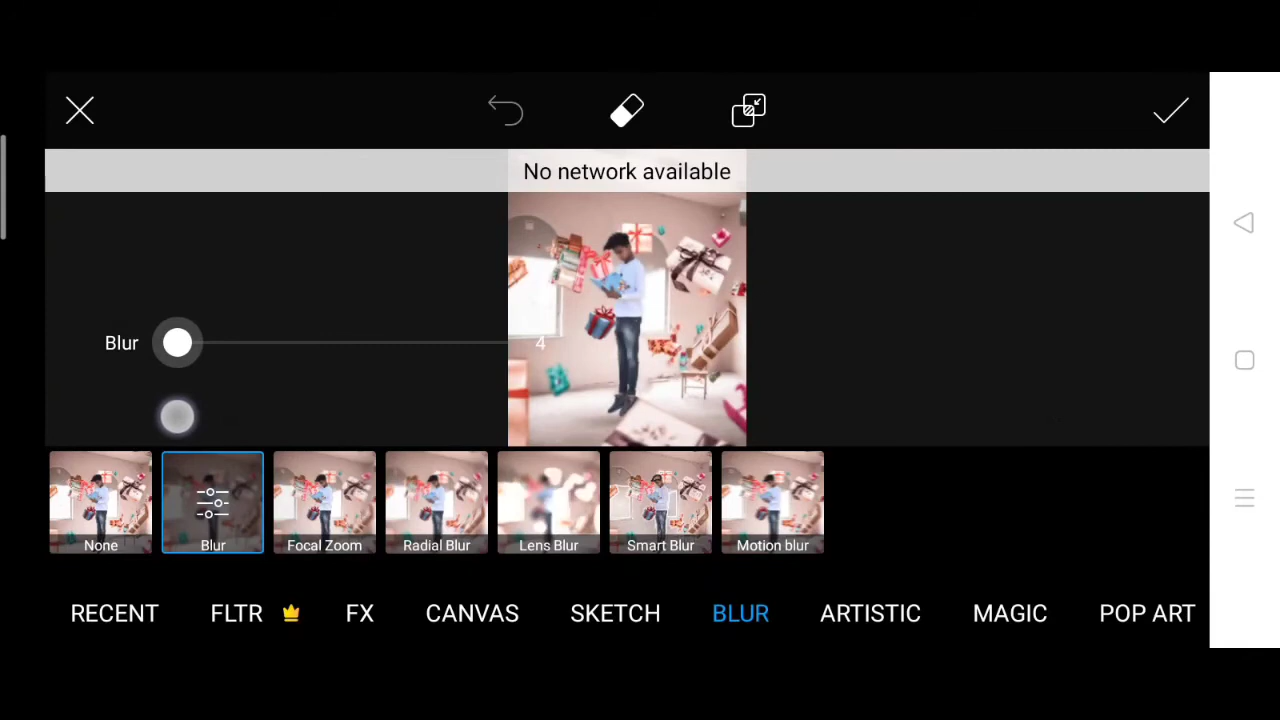 No network available
Blur 4
None Blur Focal Zoom Radial Blur Lens Blur Smart Blur Motion blur
RECENT FLTR FX CANVAS SKETCH BLUR ARTISTIC MAGIC POP ART